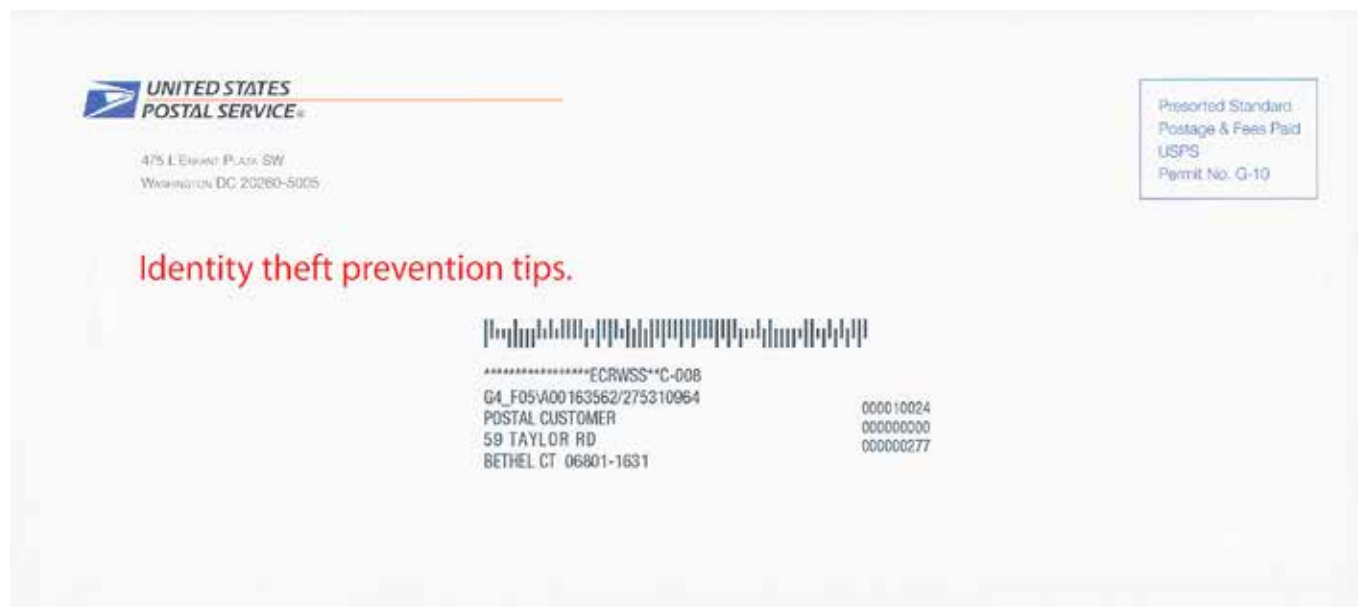 UNITED STATES
POSTAL SERVICE®
475 L'ENFANT PLAZA SW
WASHINGTON DC 20260-5005
Presorted Standard
Postage & Fees Paid
USPS
Permit No. G-10
Identity theft prevention tips.
*****************ECRWSS**C-008
G4_F05\A00163562/275310964
POSTAL CUSTOMER
59 TAYLOR RD
BETHEL CT 06801-1631
000010024
000000000
000000277